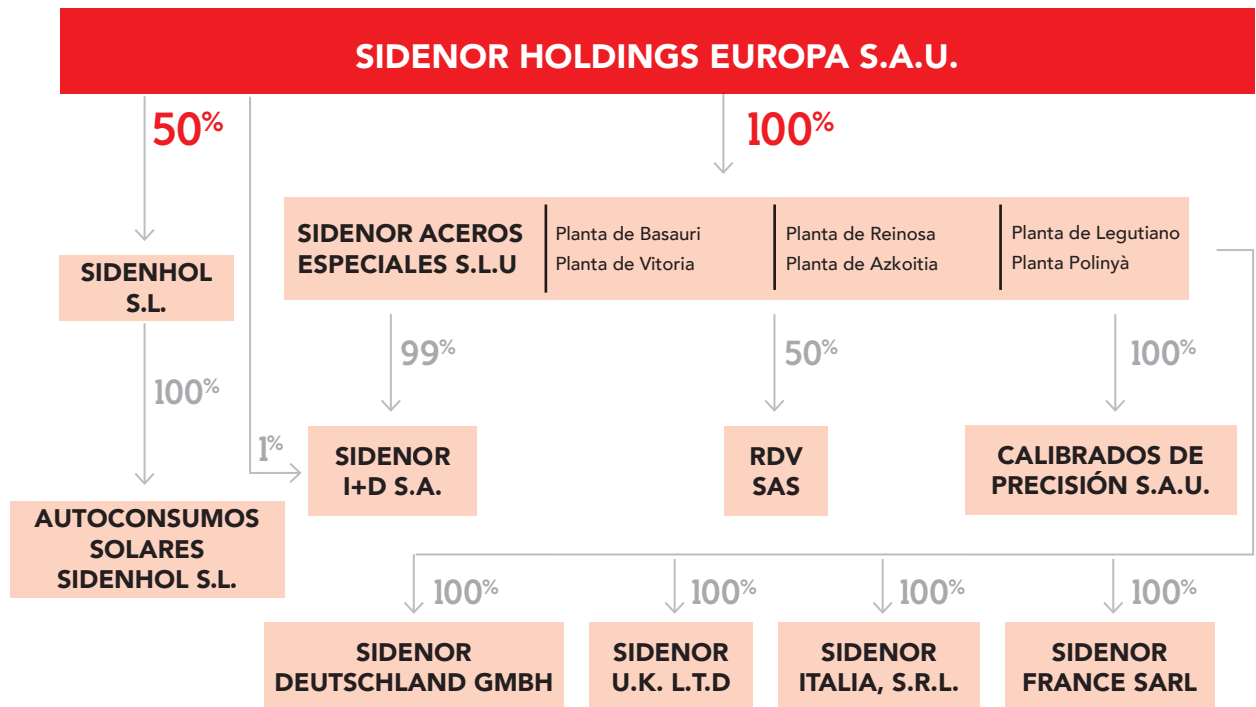 SIDENOR HOLDINGS EUROPA S.A.U.
50%
100%
SIDENOR ACEROS
ESPECIALES S.L.U
Planta de Basauri
Planta de Vitoria
Planta de Reinosa
Planta de Azkoitia
Planta de Legutiano
Planta Polinyà
SIDENHOL
S.L.
99%
50%
100%
100%
1%
SIDENOR
I+D S.A.
RDV
SAS
CALIBRADOS DE
PRECISIÓN S.A.U.
AUTOCONSUMOS
SOLARES
SIDENHOL S.L.
100%
100%
100%
100%
SIDENOR
DEUTSCHLAND GMBH
SIDENOR
U.K. L.T.D
SIDENOR
ITALIA, S.R.L.
SIDENOR
FRANCE SARL